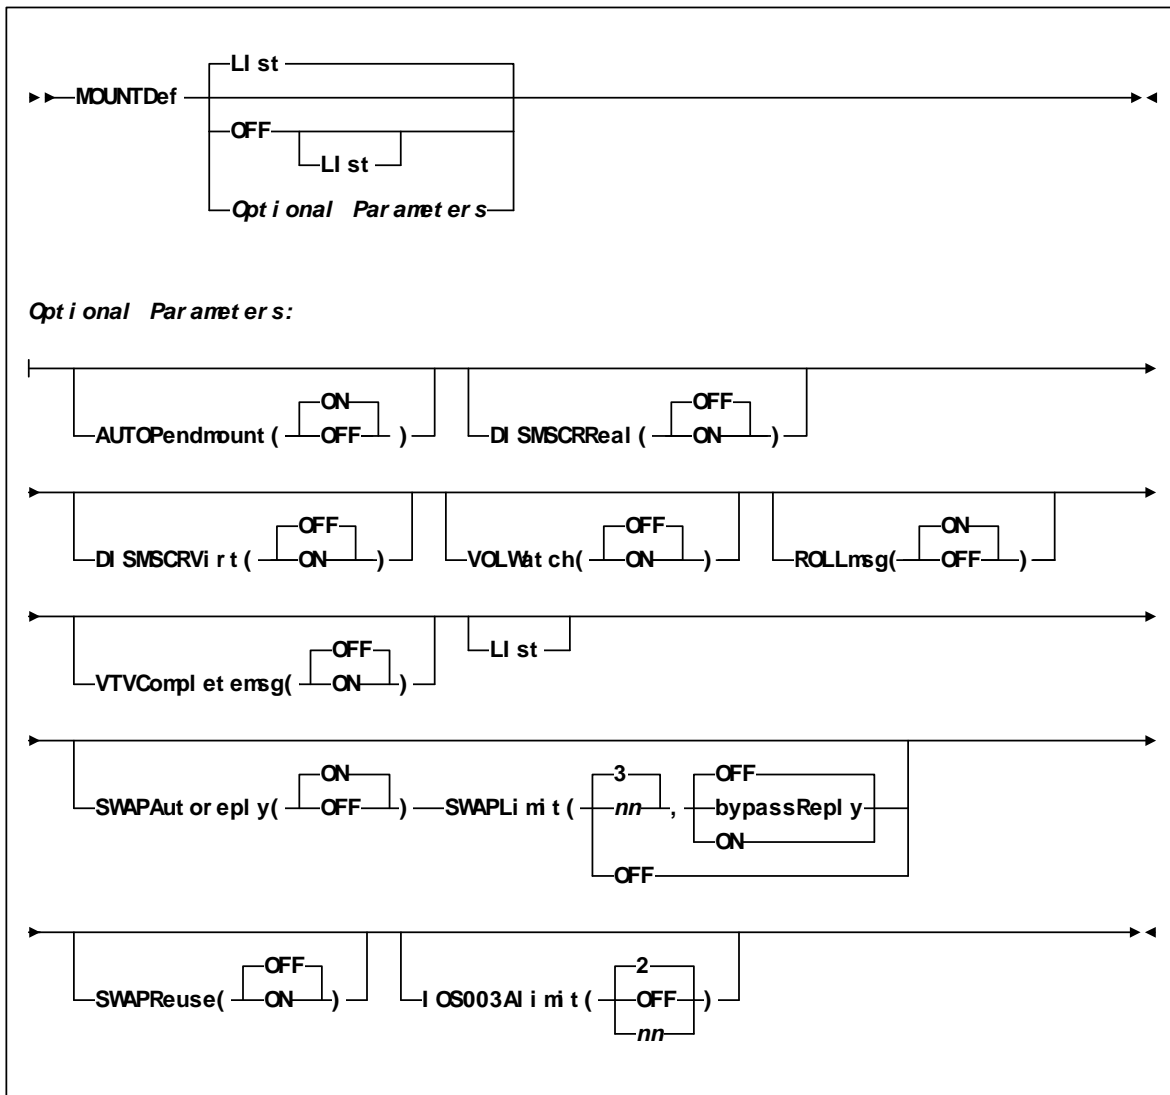 LIst
MOUNTDef
OFF
LIst
Optional Parameters
Optional Parameters:
ON
AUTOPendmount( OFF )
OFF
DISMSCRReal( ON )
OFF
DISMSCRVirt( ON )
OFF
VOLWatch( ON )
ON
ROLLmsg( OFF )
OFF
VTVCompletemsg( ON )
LIst
ON
SWAPAutoreply( OFF )
3
SWAPLimit( nn ,
OFF
bypassReply
ON
OFF
OFF
SWAPReuse( ON )
2
IOS003Alimit( OFF )
nn